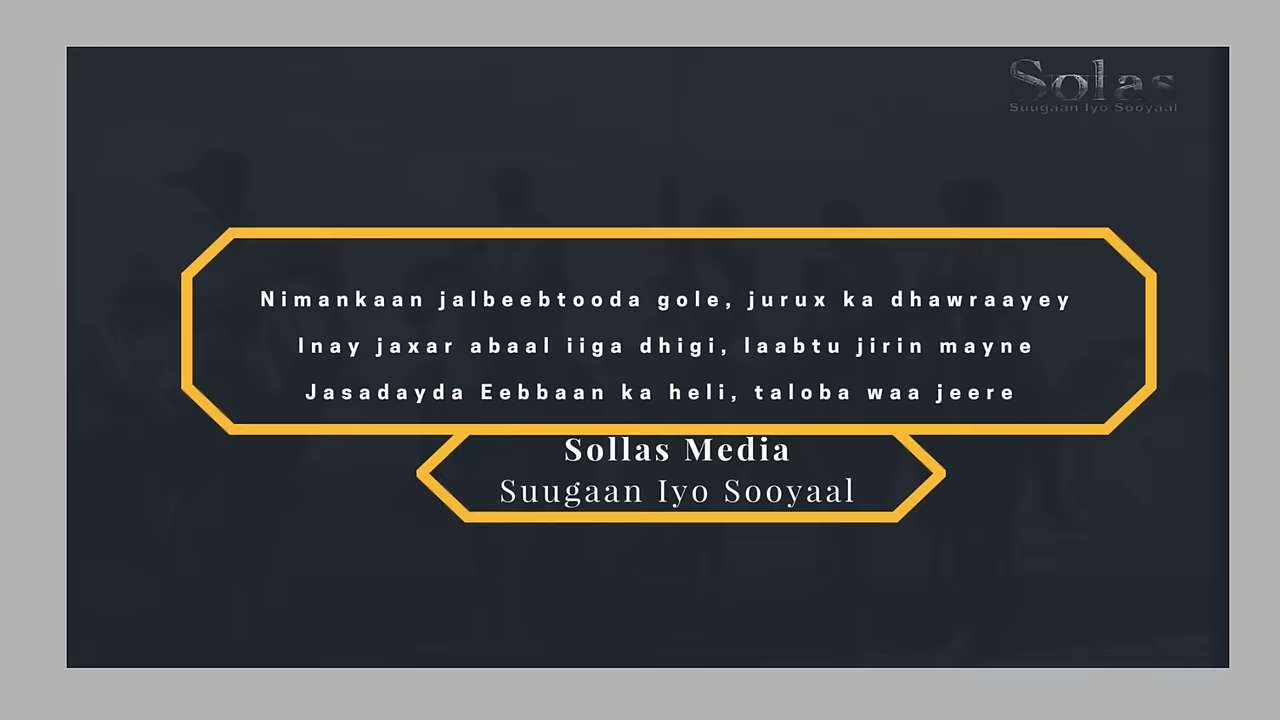 Solas
Suugaan Iyo Sooyaal
Nimankaan jalbeebtooda gole, jurux ka dhawraayey
Inay jaxar abaal iiga dhigi, laabtu jirin mayne
Jasadayda Eebbaan ka heli, taloba waa jeere
Sollas Media
Suugaan Iyo Sooyaal